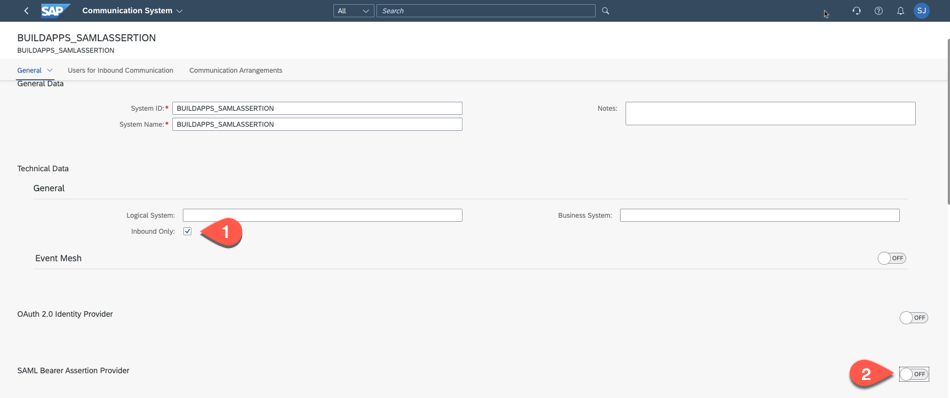 SAP Communication System All Search SJ
BUILDAPPS_SAMLASSERTION
BUILDAPPS_SAMLASSERTION
General Users for Inbound Communication Communication Arrangements
General Data
System ID:* BUILDAPPS_SAMLASSERTION Notes:
System Name:* BUILDAPPS_SAMLASSERTION
Technical Data
General
Logical System: Business System:
Inbound Only: 1
Event Mesh OFF
OAuth 2.0 Identity Provider OFF
SAML Bearer Assertion Provider 2 OFF